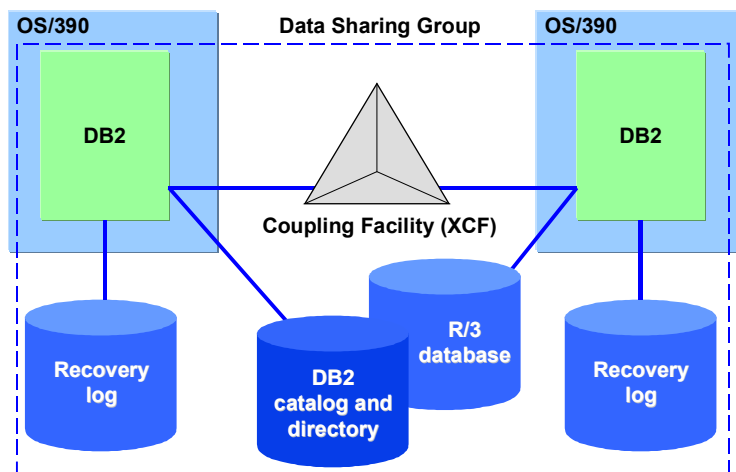 OS/390
Data Sharing Group
OS/390
DB2
DB2
Coupling Facility (XCF)
R/3
database
Recovery
log
DB2
catalog and
directory
Recovery
log